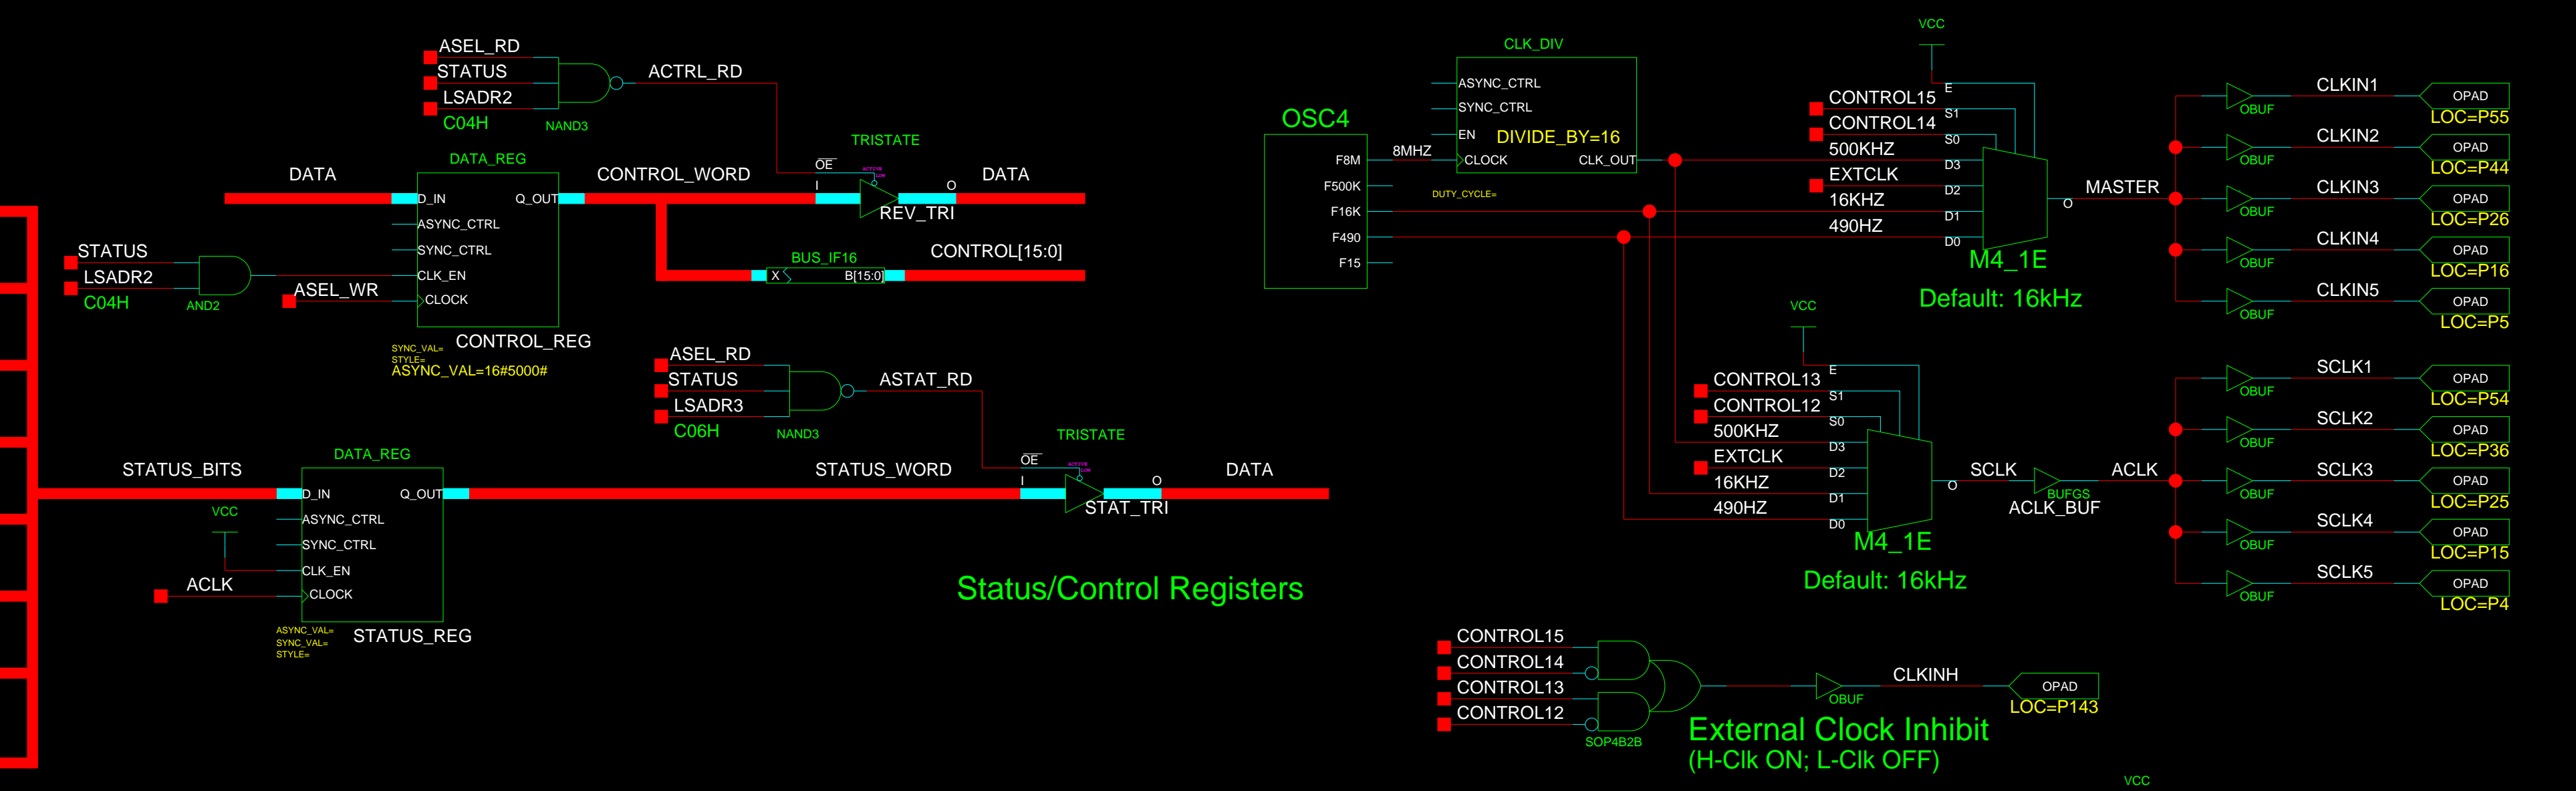 ASEL_RD
STATUS
LSADR2
C04H
NAND3
ACTRL_RD
TRISTATE
OE
ACTIVE
LOW
I
O
DATA
REV_TRI
DATA_REG
DATA
D_IN
Q_OUT
ASYNC_CTRL
SYNC_CTRL
CLK_EN
CLOCK
CONTROL_WORD
STATUS
LSADR2
C04H
AND2
ASEL_WR
BUS_IF16
X
B[15:0]
CONTROL[15:0]
CONTROL_REG
SYNC_VAL=
STYLE=
ASYNC_VAL=16#5000#
ASEL_RD
STATUS
LSADR3
C06H
NAND3
ASTAT_RD
TRISTATE
OE
ACTIVE
LOW
I
O
DATA
STAT_TRI
DATA_REG
STATUS_BITS
D_IN
Q_OUT
STATUS_WORD
VCC
ASYNC_CTRL
SYNC_CTRL
CLK_EN
ACLK
CLOCK
STATUS_REG
ASYNC_VAL=
SYNC_VAL=
STYLE=
Status/Control Registers
OSC4
F8M
F500K
F16K
F490
F15
8MHZ
CLK_DIV
ASYNC_CTRL
SYNC_CTRL
EN
DIVIDE_BY=16
CLOCK
CLK_OUT
DUTY_CYCLE=
VCC
E
CONTROL15
S1
CONTROL14
S0
500KHZ
D3
EXTCLK
D2
16KHZ
D1
490HZ
D0
O
MASTER
M4_1E
Default: 16kHz
OBUF
CLKIN1
OPAD
LOC=P55
OBUF
CLKIN2
OPAD
LOC=P44
OBUF
CLKIN3
OPAD
LOC=P26
OBUF
CLKIN4
OPAD
LOC=P16
OBUF
CLKIN5
OPAD
LOC=P5
VCC
E
CONTROL13
S1
CONTROL12
S0
500KHZ
D3
EXTCLK
D2
16KHZ
D1
490HZ
D0
O
SCLK
BUFGS
ACLK_BUF
ACLK
M4_1E
Default: 16kHz
OBUF
SCLK1
OPAD
LOC=P54
OBUF
SCLK2
OPAD
LOC=P36
OBUF
SCLK3
OPAD
LOC=P25
OBUF
SCLK4
OPAD
LOC=P15
OBUF
SCLK5
OPAD
LOC=P4
CONTROL15
CONTROL14
CONTROL13
CONTROL12
SOP4B2B
OBUF
CLKINH
OPAD
LOC=P143
External Clock Inhibit
(H-Clk ON; L-Clk OFF)
VCC